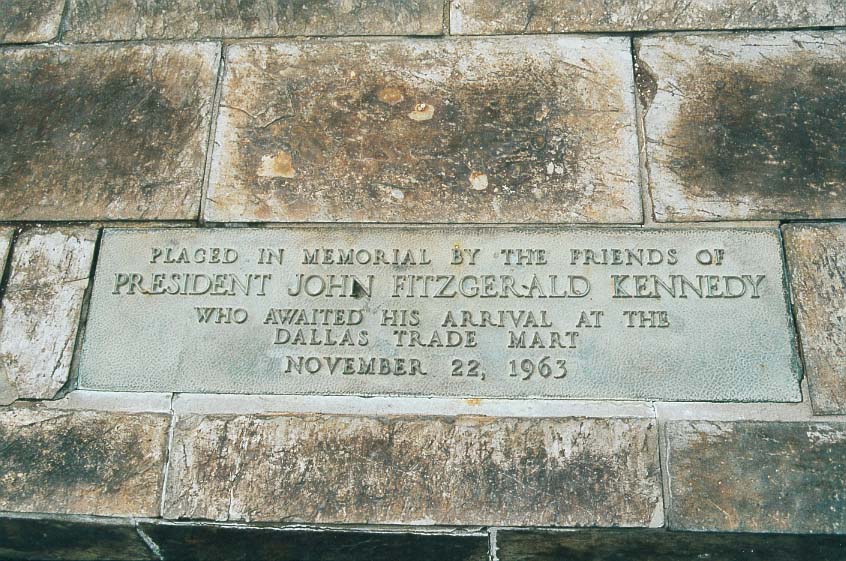 PLACED IN MEMORIAL BY THE FRIENDS OF
PRESIDENT JOHN FITZGERALD KENNEDY
WHO AWAITED HIS ARRIVAL AT THE
DALLAS TRADE MART
NOVEMBER 22, 1963